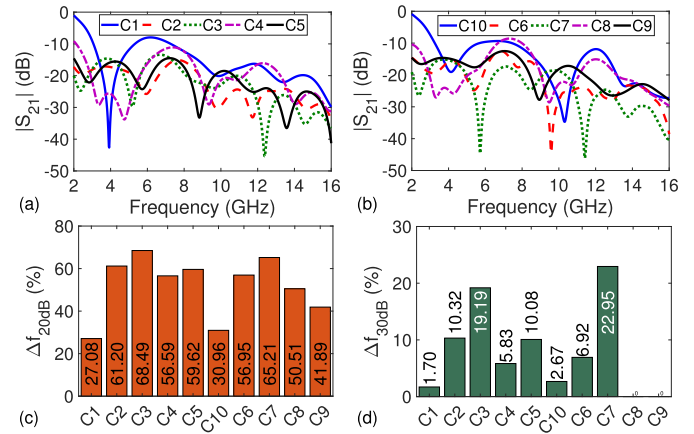 C1 C2 C3 C4 C5
|S21| (dB)
0
-10
-20
-30
-40
-50
2 4 6 8 10 12 14 16
(a) Frequency (GHz)
C10 C6 C7 C8 C9
|S21| (dB)
0
-10
-20
-30
-40
-50
2 4 6 8 10 12 14 16
(b) Frequency (GHz)
Δf20dB (%)
80
60
40
20
0
27.08 61.20 68.49 56.59 59.62 30.96 56.95 65.21 50.51 41.89
C1 C2 C3 C4 C5 C10 C6 C7 C8 C9
(c)
Δf30dB (%)
30
20
10
0
1.70 10.32 19.19 5.83 10.08 2.67 6.92 22.95 0 0
C1 C2 C3 C4 C5 C10 C6 C7 C8 C9
(d)